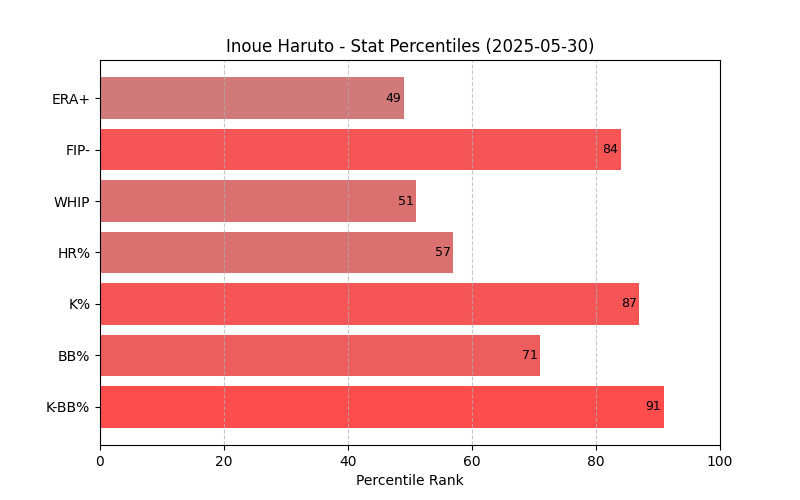 Inoue Haruto - Stat Percentiles (2025-05-30)
ERA+ 49
FIP- 84
WHIP 51
HR% 57
K% 87
BB% 71
K-BB% 91
0 20 40 60 80 100
Percentile Rank